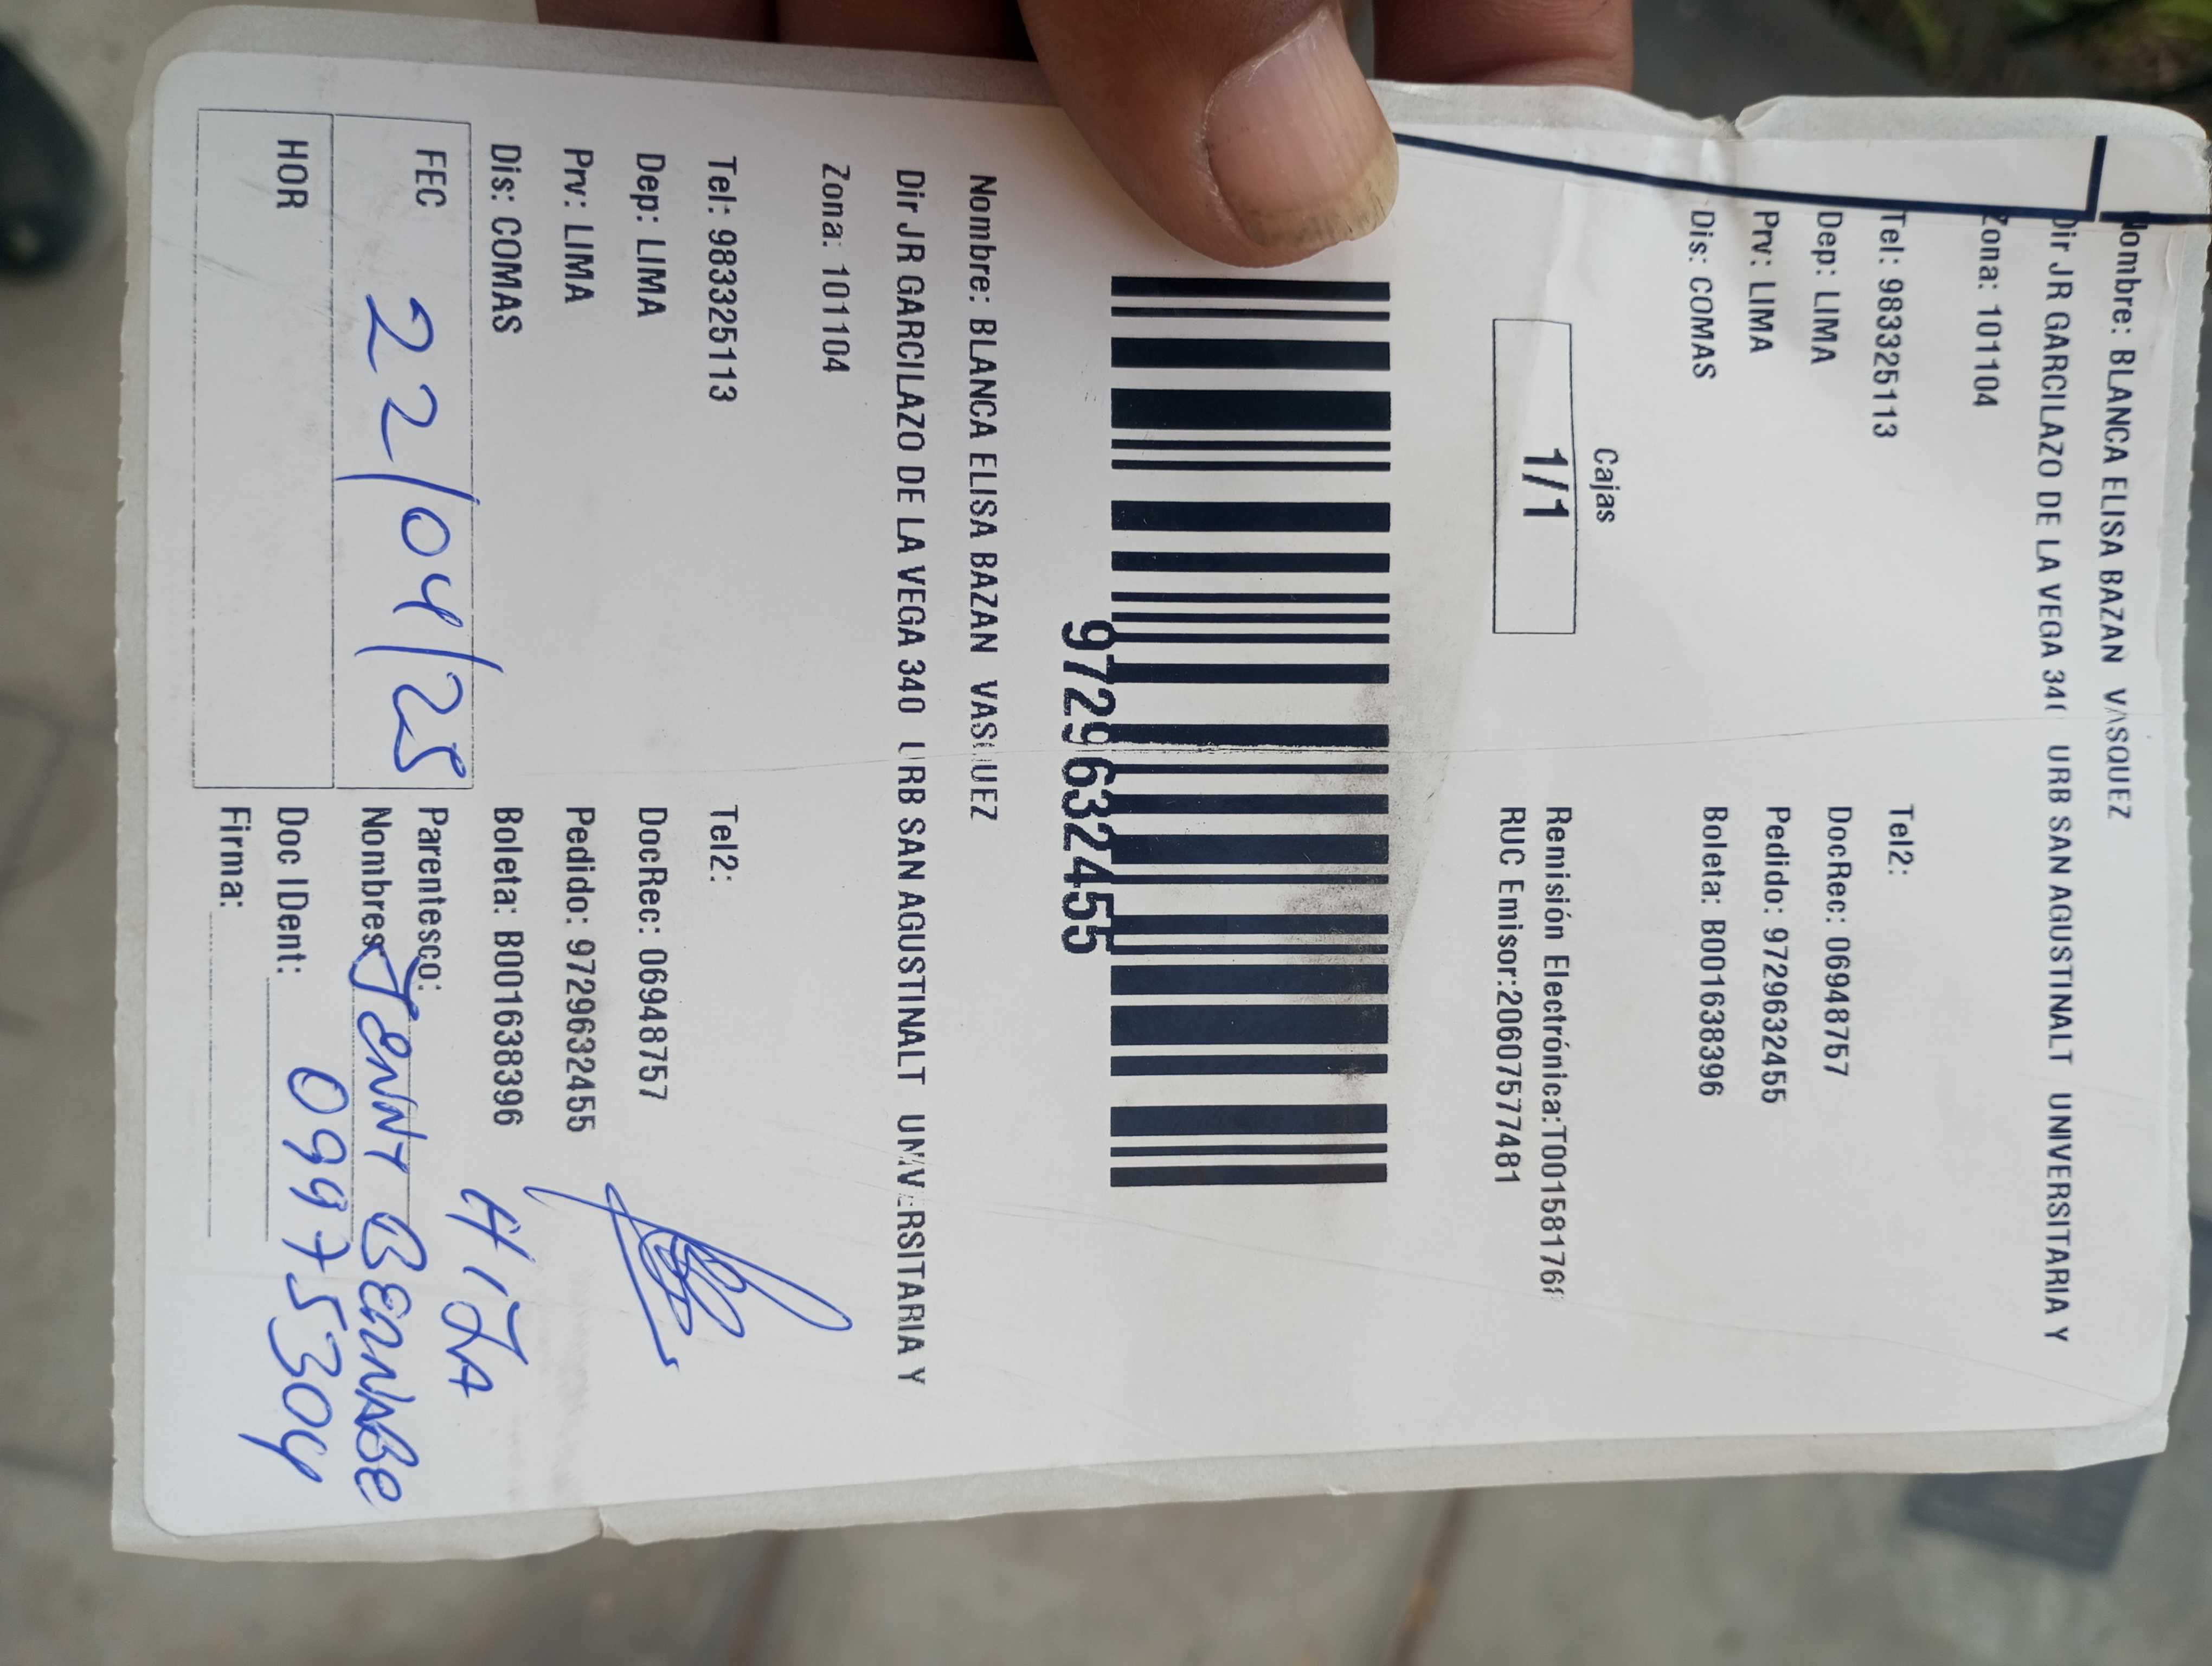 Nombre: BLANCA ELISA BAZAN VASQUEZ
Dir JR GARCILAZO DE LA VEGA 340 URB SAN AGUSTINALT UNIVERSITARIA Y
Zona: 101104
Tel: 983325113 Tel2:
Dep: LIMA DocRec: 06948757
Prv: LIMA Pedido: 9729632455
Dis: COMAS Boleta: B001638396
Cajas
1/1
Remisión Electrónica:T001581768
RUC Emisor:20607577481
9729632455
Nombre: BLANCA ELISA BAZAN VASQUEZ
Dir JR GARCILAZO DE LA VEGA 340 URB SAN AGUSTINALT UNIVERSITARIA Y
Zona: 101104
Tel: 983325113 Tel2:
Dep: LIMA DocRec: 06948757
Prv: LIMA Pedido: 9729632455
Dis: COMAS Boleta: B001638396
FEC 22/04/25 Parentesco: HIJA
Nombres JENNY BERNABE
HOR Doc IDent: 09975304
Firma: